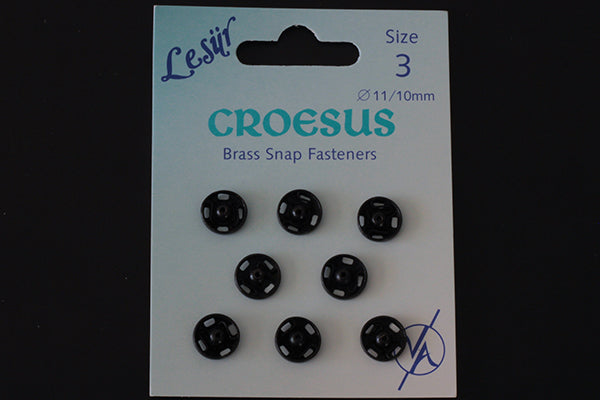 Lesür
Size
3
Ø 11/10mm
CROESUS
Brass Snap Fasteners
VA